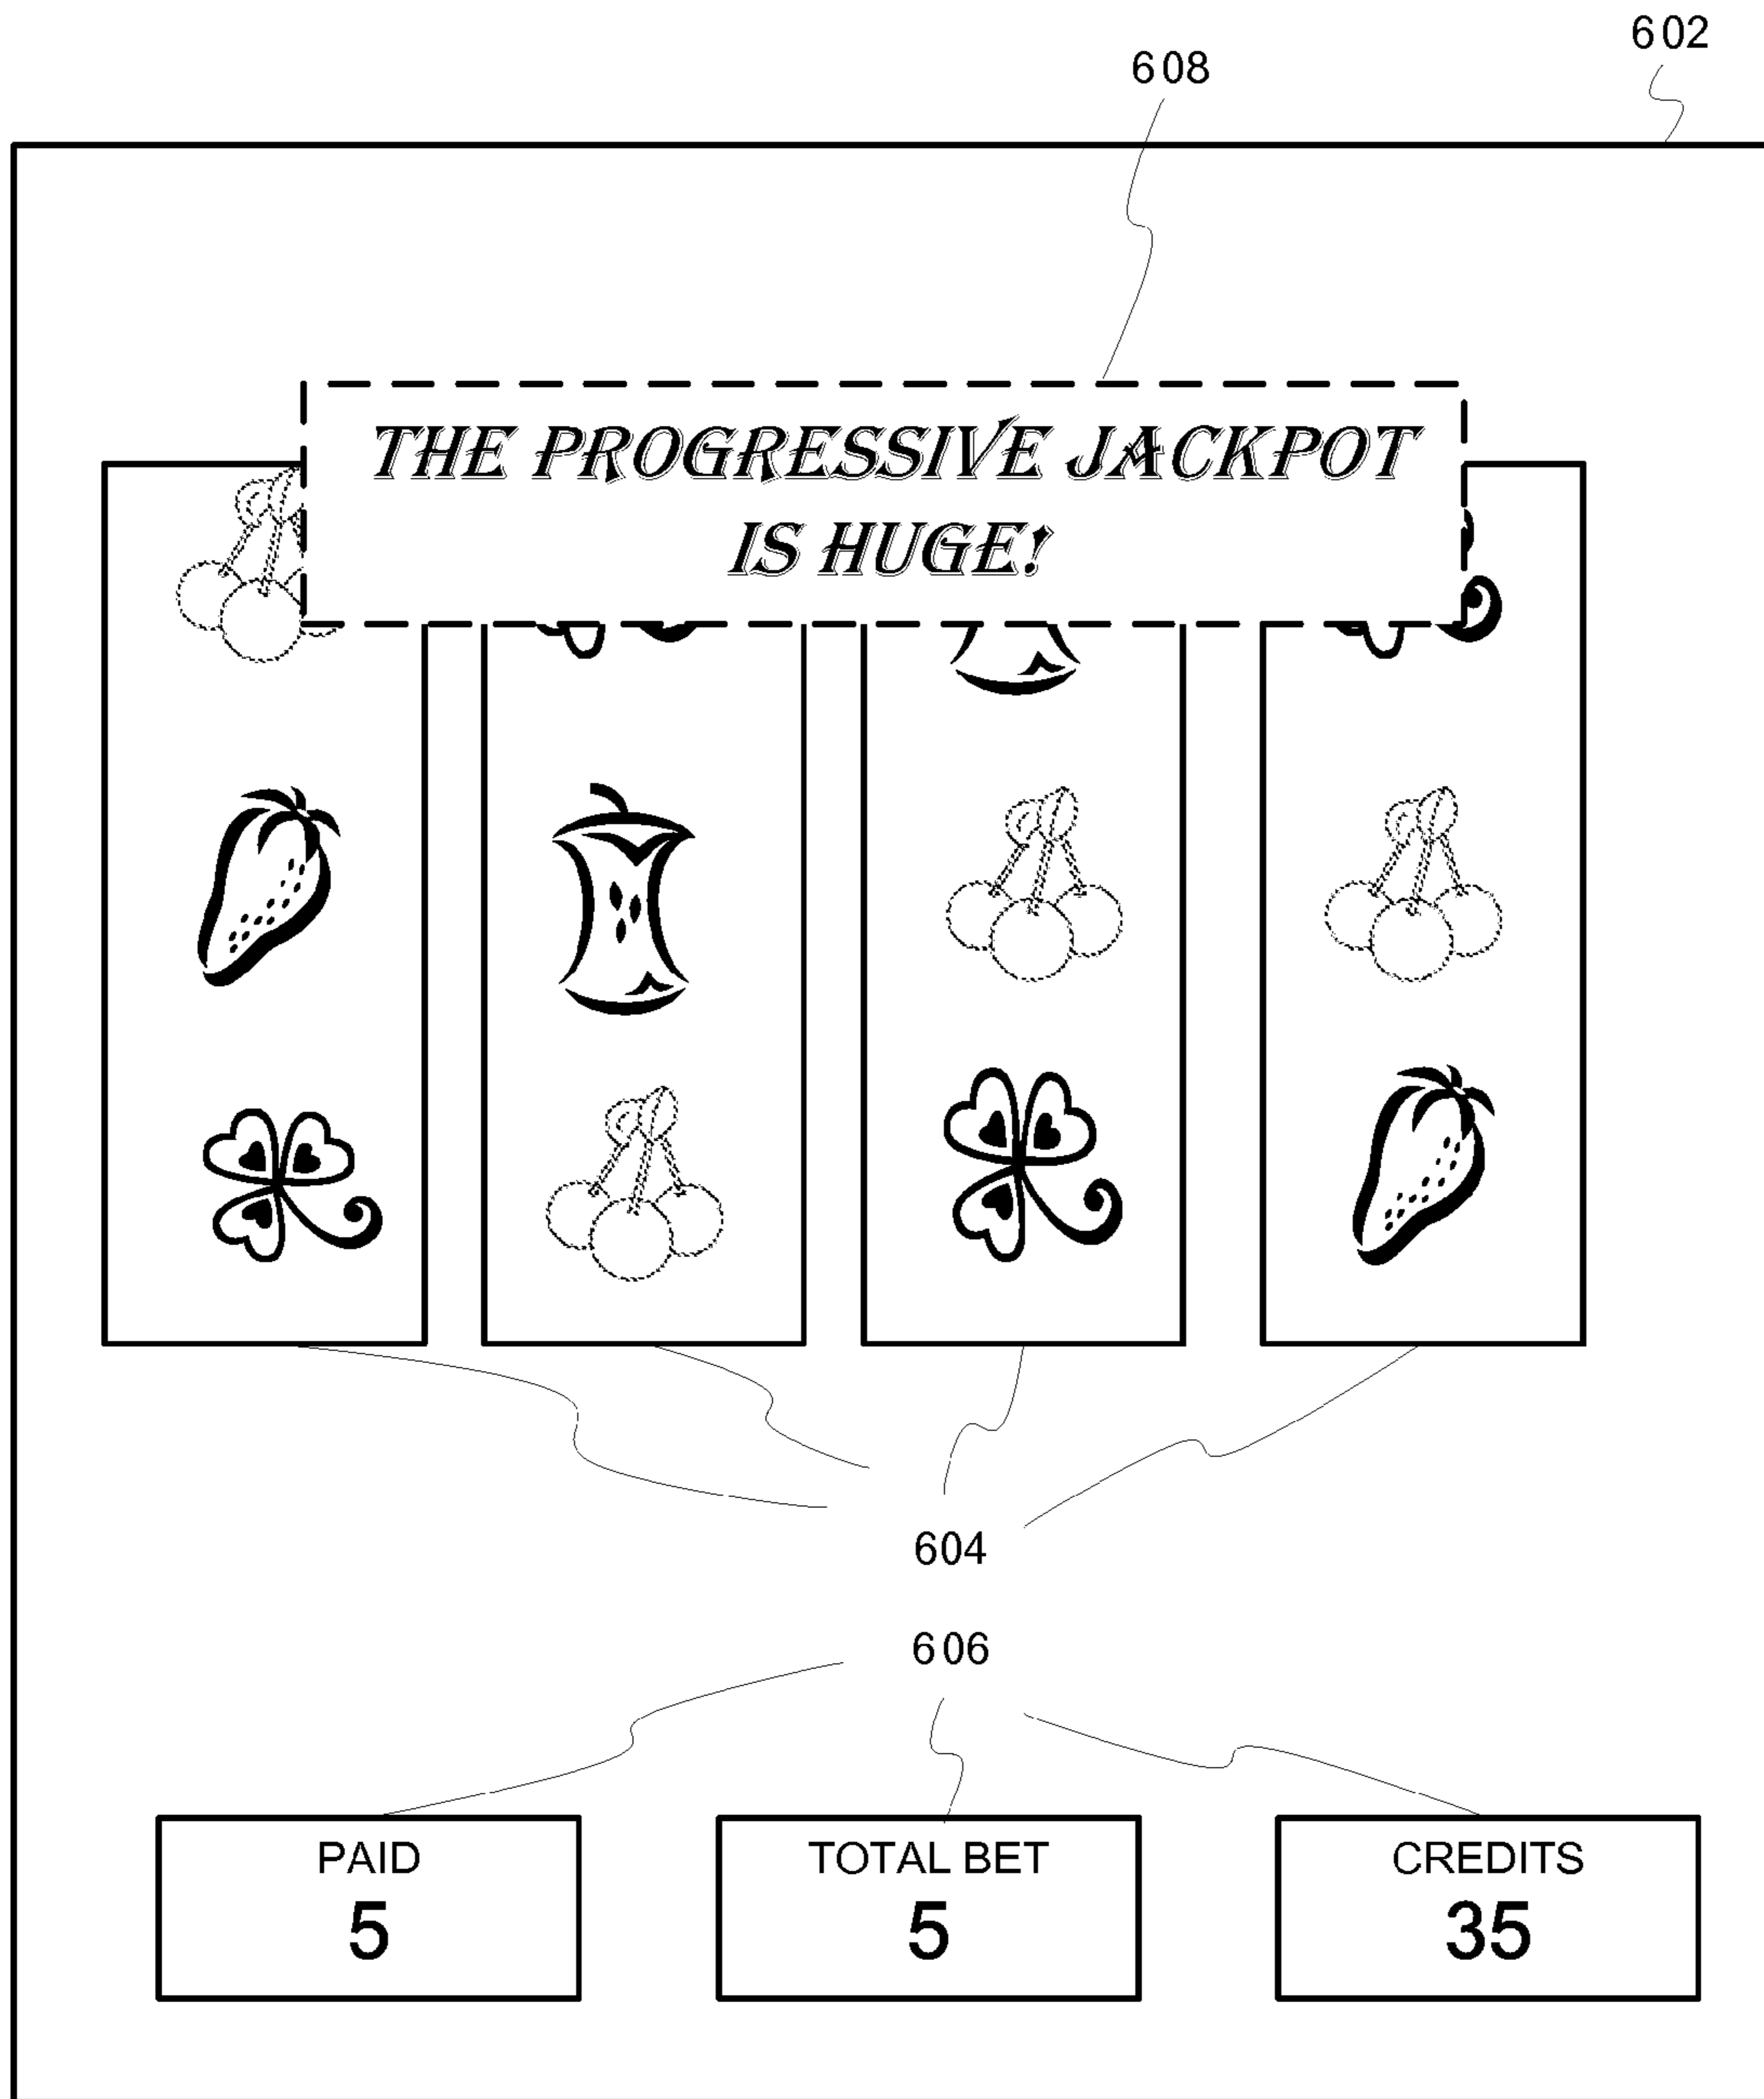 602
608
THE PROGRESSIVE JACKPOT
IS HUGE!
604
606
PAID
5
TOTAL BET
5
CREDITS
35